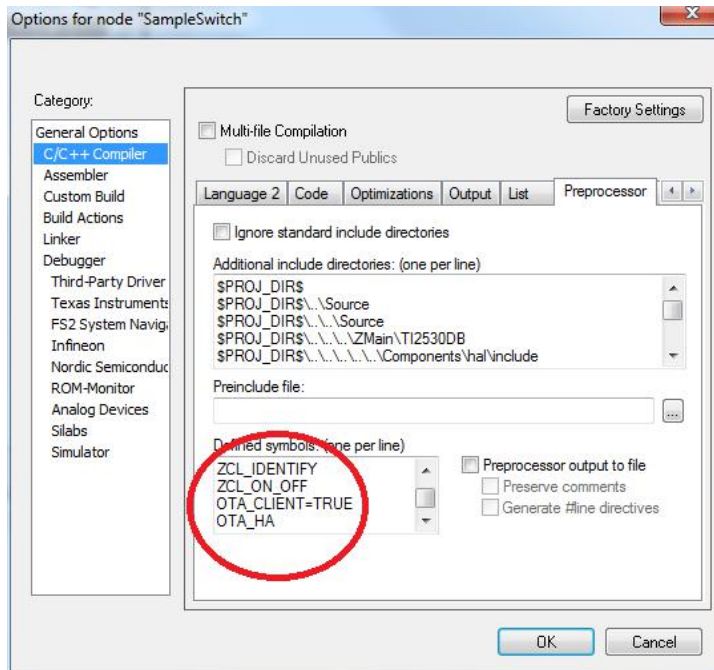 Options for node "SampleSwitch"
X
Category:
General Options
C/C++ Compiler
Assembler
Custom Build
Build Actions
Linker
Debugger
Third-Party Driver
Texas Instruments
FS2 System Navig
Infineon
Nordic Semiconduc
ROM-Monitor
Analog Devices
Silabs
Simulator
Factory Settings
Multi-file Compilation
Discard Unused Publics
Language 2 Code Optimizations Output List Preprocessor
Ignore standard include directories
Additional include directories: (one per line)
$PROJ_DIR$
$PROJ_DIR$\..\Source
$PROJ_DIR$\..\..\Source
$PROJ_DIR$\..\..\..\ZMain\TI2530DB
$PROJ_DIR$\..\..\..\..\..\Components\hal\include
Preinclude file:
...
Defined symbols: (one per line)
ZCL_IDENTIFY
ZCL_ON_OFF
OTA_CLIENT=TRUE
OTA_HA
Preprocessor output to file
Preserve comments
Generate #line directives
OK
Cancel